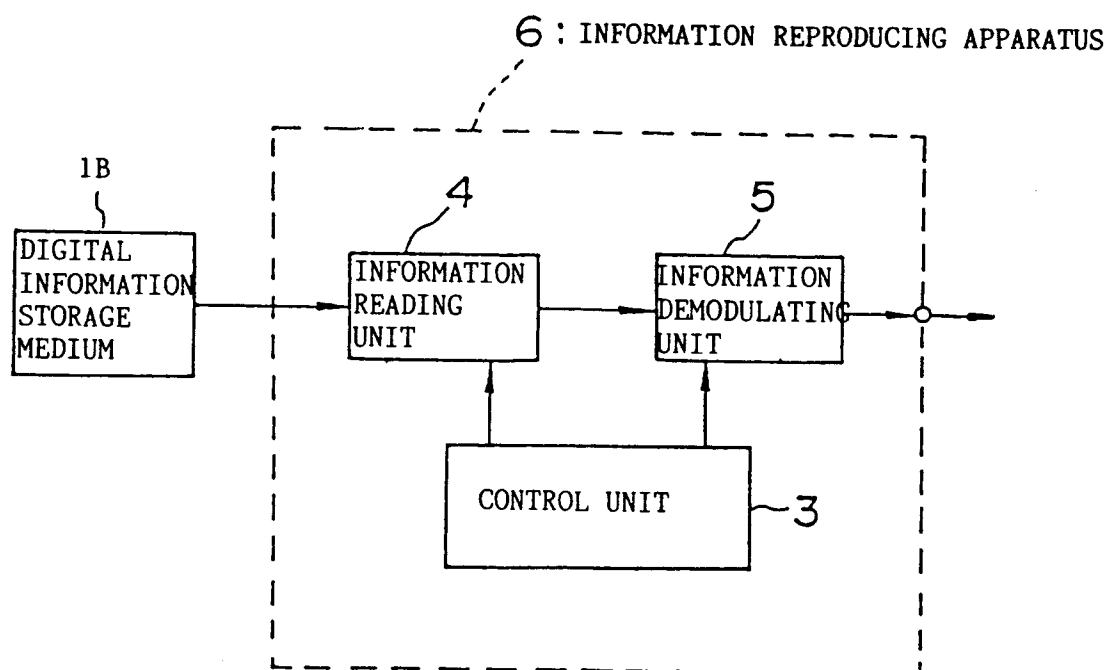 6 : INFORMATION REPRODUCING APPARATUS
1B
DIGITAL
INFORMATION
STORAGE
MEDIUM
4
INFORMATION
READING
UNIT
5
INFORMATION
DEMODULATING
UNIT
CONTROL UNIT
3